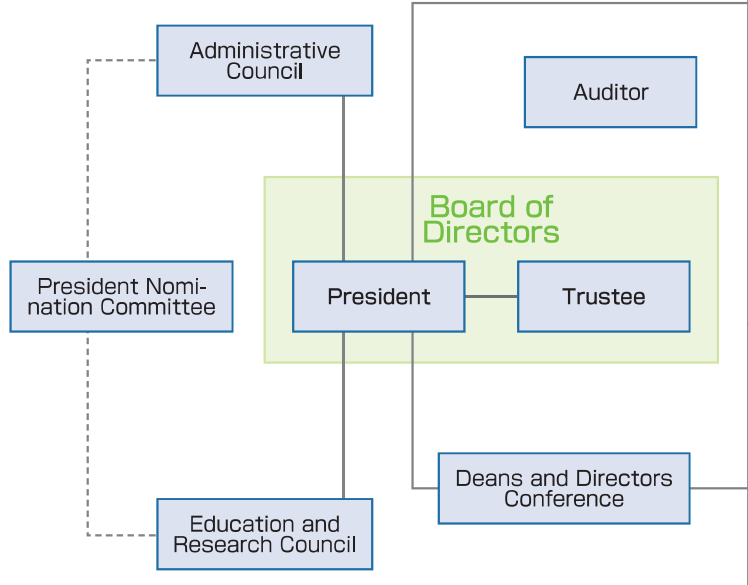 Administrative
Council
Auditor
Board of
Directors
President Nomi-
nation Committee
President
Trustee
Deans and Directors
Conference
Education and
Research Council